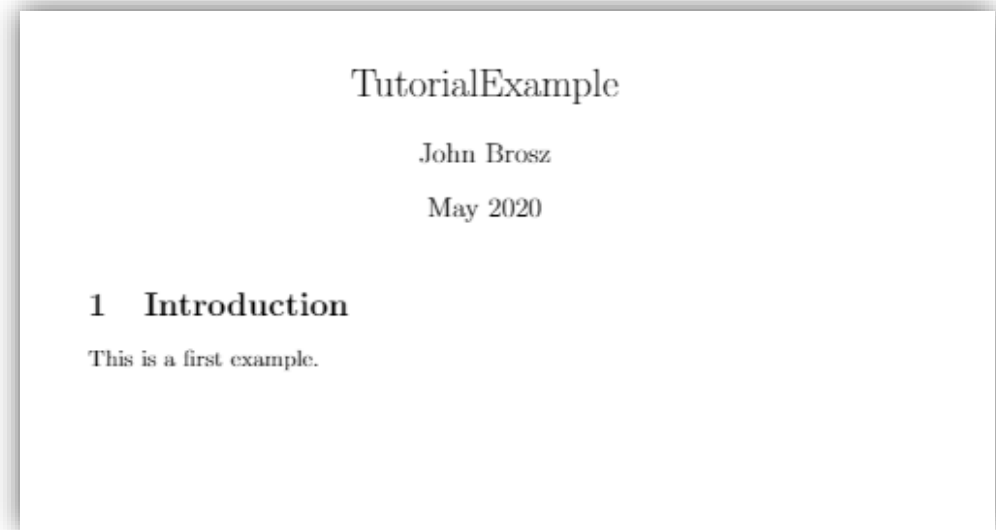 TutorialExample
John Brosz
May 2020
1 Introduction
This is a first example.